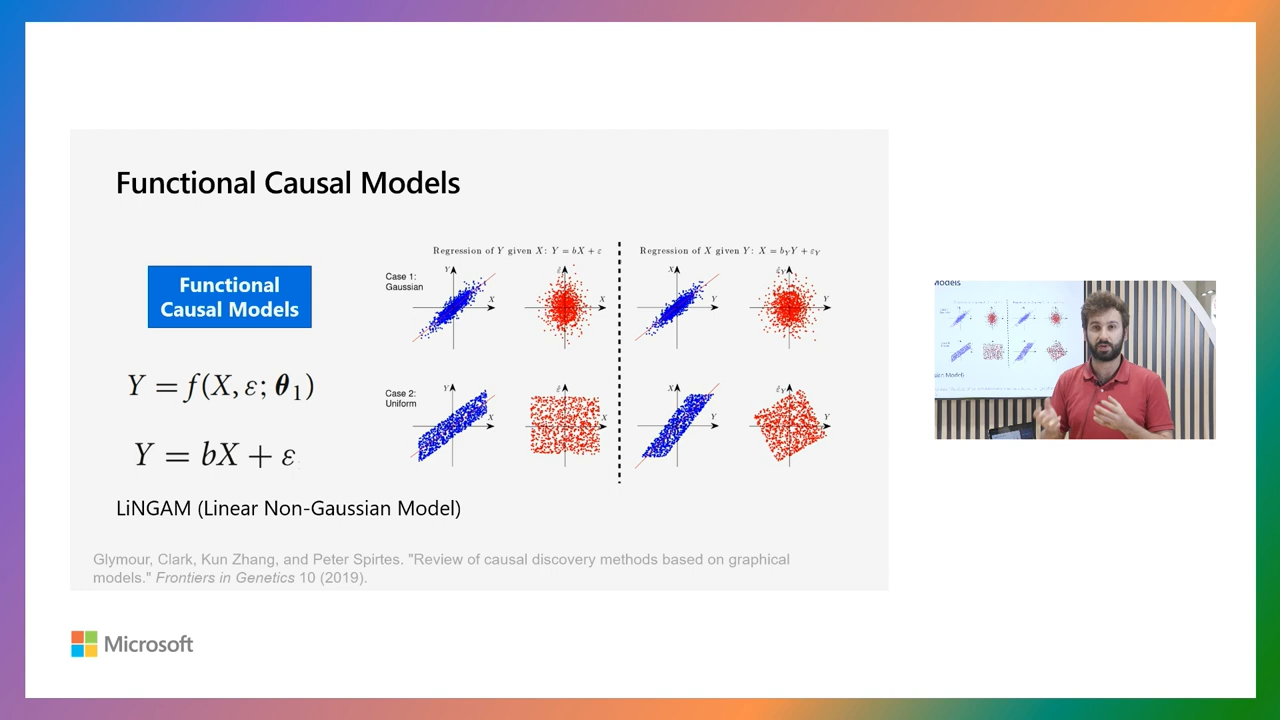 Functional Causal Models
Functional
Causal Models
Y = f(X, ε; θ₁)
Y = bX + ε
LiNGAM (Linear Non-Gaussian Model)
Regression of Y given X: Y = bX + ε
Regression of X given Y: X = b_Y Y + ε_Y
Case 1:
Gaussian
Y
X
ε̂
X
X
Y
ε̂_Y
Y
Case 2:
Uniform
Y
X
ε̂
X
X
Y
ε̂_Y
Y
Glymour, Clark, Kun Zhang, and Peter Spirtes. "Review of causal discovery methods based on graphical
models." Frontiers in Genetics 10 (2019).
Microsoft